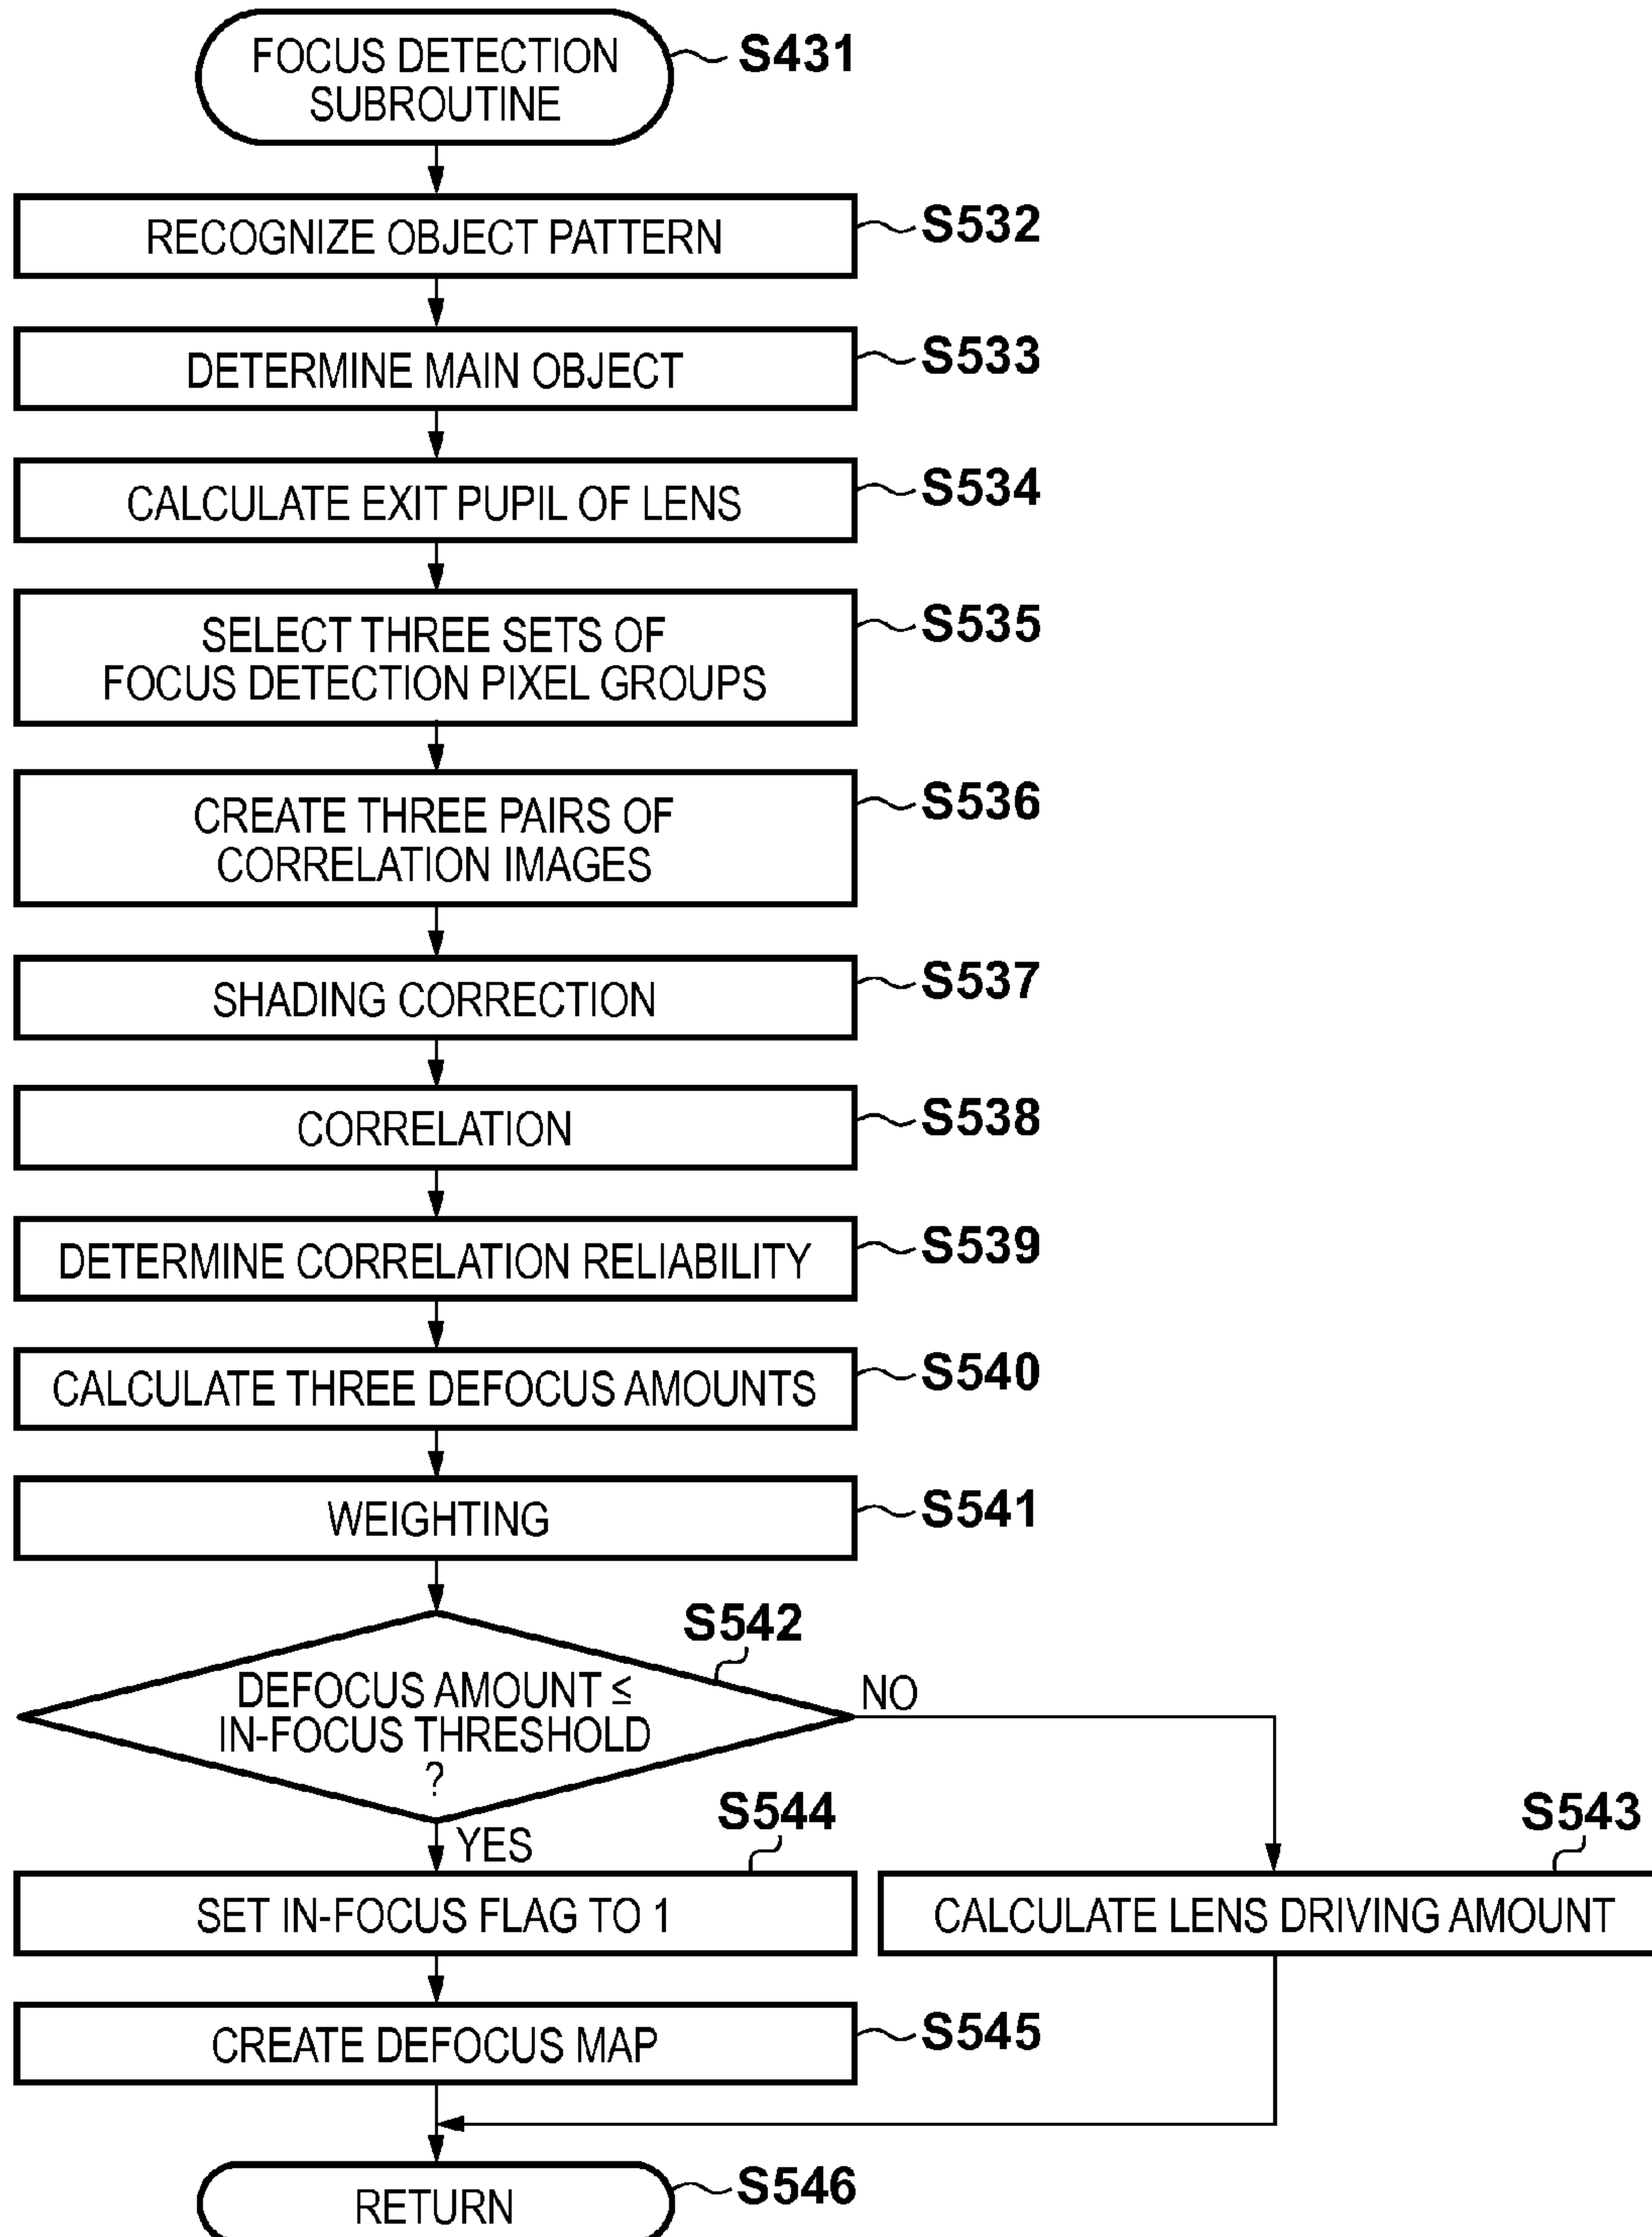 FOCUS DETECTION
SUBROUTINE
S431
RECOGNIZE OBJECT PATTERN
S532
DETERMINE MAIN OBJECT
S533
CALCULATE EXIT PUPIL OF LENS
S534
SELECT THREE SETS OF
FOCUS DETECTION PIXEL GROUPS
S535
CREATE THREE PAIRS OF
CORRELATION IMAGES
S536
SHADING CORRECTION
S537
CORRELATION
S538
DETERMINE CORRELATION RELIABILITY
S539
CALCULATE THREE DEFOCUS AMOUNTS
S540
WEIGHTING
S541
S542
DEFOCUS AMOUNT ≤
IN-FOCUS THRESHOLD
?
NO
YES
S544
SET IN-FOCUS FLAG TO 1
S543
CALCULATE LENS DRIVING AMOUNT
CREATE DEFOCUS MAP
S545
RETURN
S546